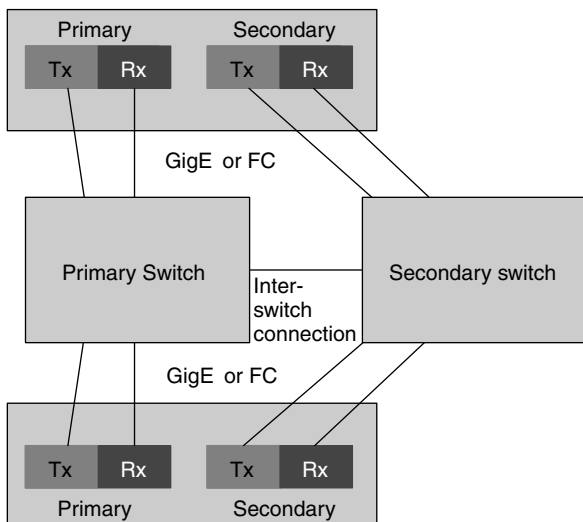 Primary Secondary
Tx Rx Tx Rx
GigE or FC
Primary Switch
Secondary switch
Inter-
switch
connection
GigE or FC
Tx Rx Tx Rx
Primary Secondary